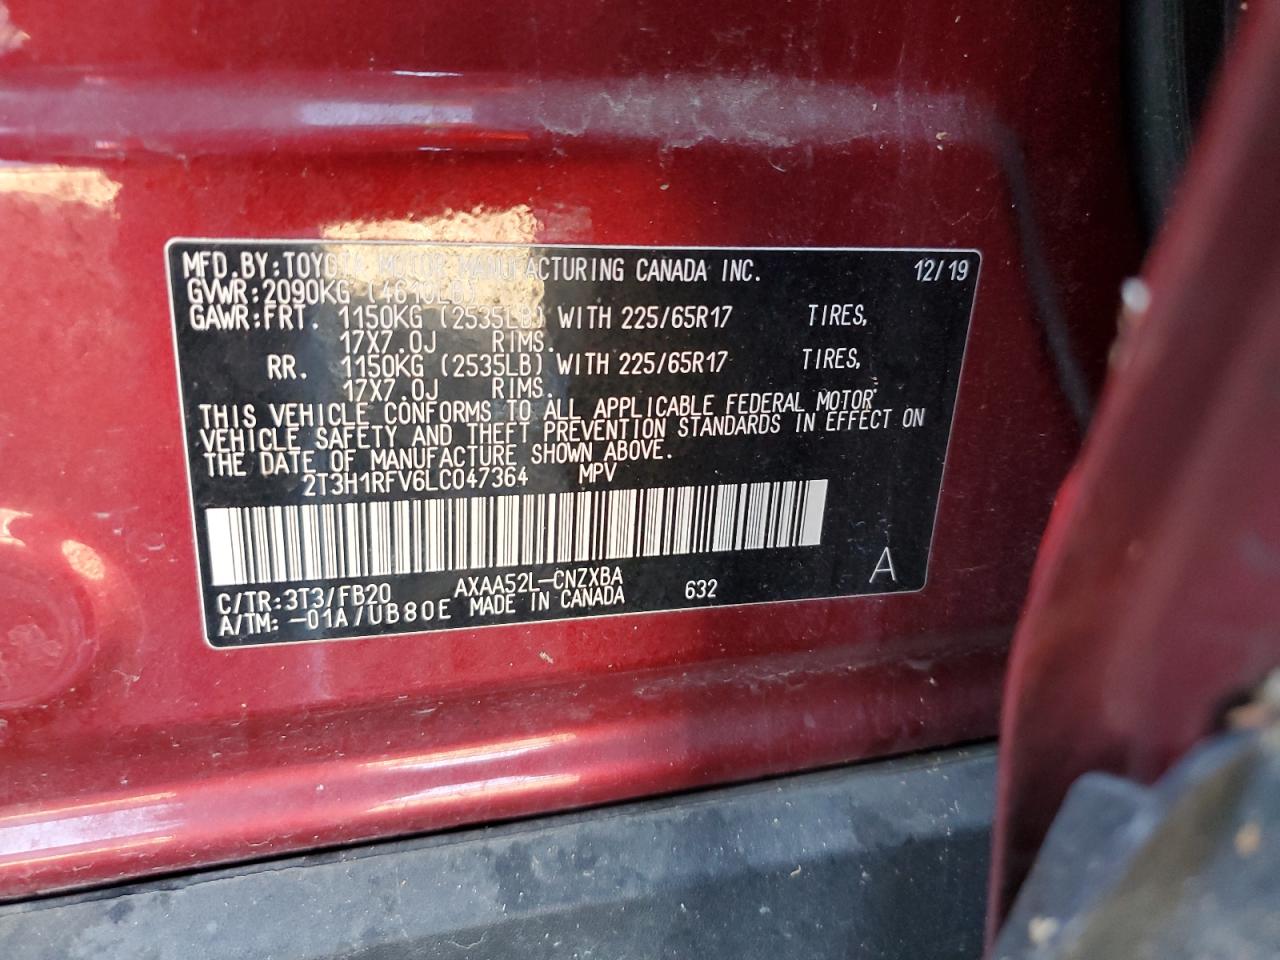 MFD.BY:TOYOTA MOTOR MANUFACTURING CANADA INC. 12/19
GVWR:2090KG (4610LB)
GAWR:FRT. 1150KG (2535LB) WITH 225/65R17 TIRES,
17X7.0J RIMS.
RR. 1150KG (2535LB) WITH 225/65R17 TIRES,
17X7.0J RIMS.
THIS VEHICLE CONFORMS TO ALL APPLICABLE FEDERAL MOTOR
VEHICLE SAFETY AND THEFT PREVENTION STANDARDS IN EFFECT ON
THE DATE OF MANUFACTURE SHOWN ABOVE.
2T3H1RFV6LC047364 MPV
C/TR:3T3/FB20 AXAA52L-CNZXBA 632 A
A/TM: -01A/UB80E MADE IN CANADA